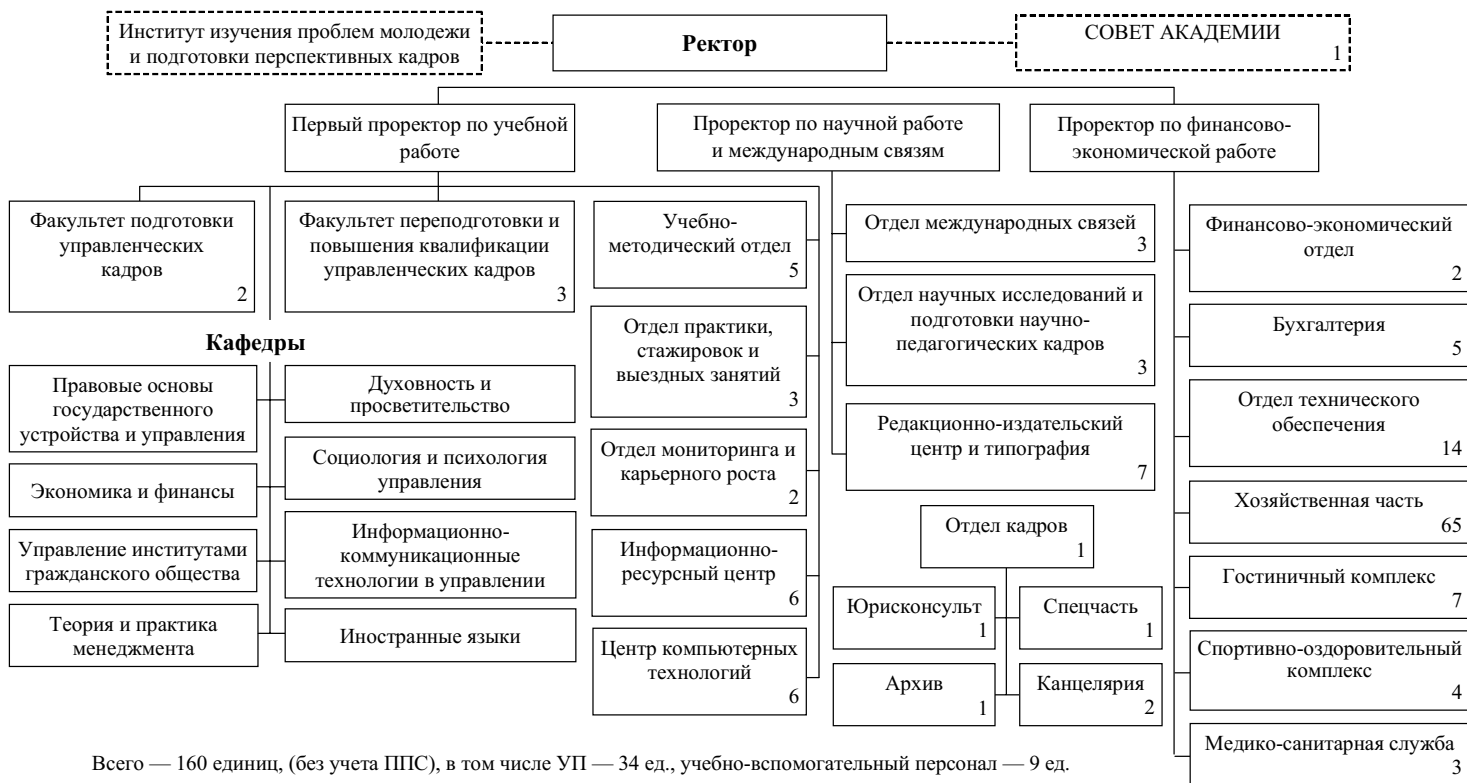 Институт изучения проблем молодежи
и подготовки перспективных кадров
Ректор
СОВЕТ АКАДЕМИИ
1
Первый проректор по учебной
работе
Проректор по научной работе
и международным связям
Проректор по финансово-
экономической работе
Факультет подготовки
управленческих
кадров
2
Факультет переподготовки и
повышения квалификации
управленческих кадров
3
Кафедры
Правовые основы
государственного
устройства и управления
Духовность и
просветительство
Экономика и финансы
Социология и психология
управления
Управление институтами
гражданского общества
Информационно-
коммуникационные
технологии в управлении
Теория и практика
менеджмента
Иностранные языки
Учебно-
методический отдел
5
Отдел практики,
стажировок и
выездных занятий
3
Отдел мониторинга и
карьерного роста
2
Информационно-
ресурсный центр
6
Центр компьютерных
технологий
6
Отдел международных связей
3
Отдел научных исследований и
подготовки научно-
педагогических кадров
3
Редакционно-издательский
центр и типография
7
Отдел кадров
1
Юрисконсульт
1
Спецчасть
1
Архив
1
Канцелярия
2
Финансово-экономический
отдел
2
Бухгалтерия
5
Отдел технического
обеспечения
14
Хозяйственная часть
65
Гостиничный комплекс
7
Спортивно-оздоровительный
комплекс
4
Медико-санитарная служба
3
Всего — 160 единиц, (без учета ППС), в том числе УП — 34 ед., учебно-вспомогательный персонал — 9 ед.